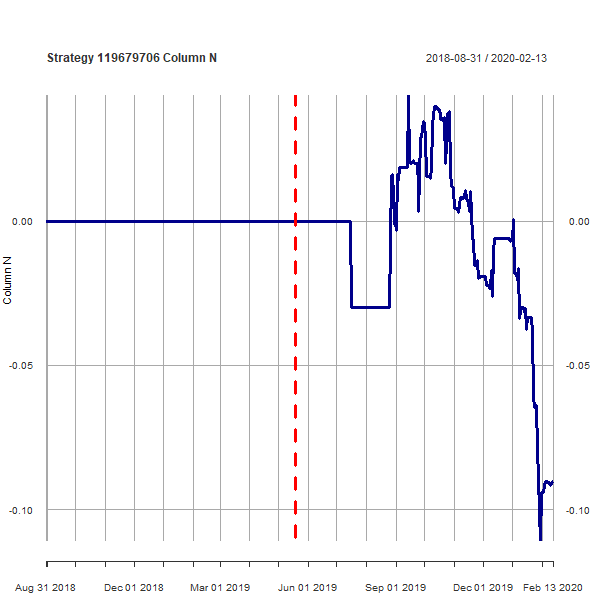 Strategy 119679706 Column N
2018-08-31 / 2020-02-13
0.00 0.00
-0.05 -0.05
-0.10 -0.10
Column N
Aug 31 2018 Dec 01 2018 Mar 01 2019 Jun 01 2019 Sep 01 2019 Dec 01 2019 Feb 13 2020